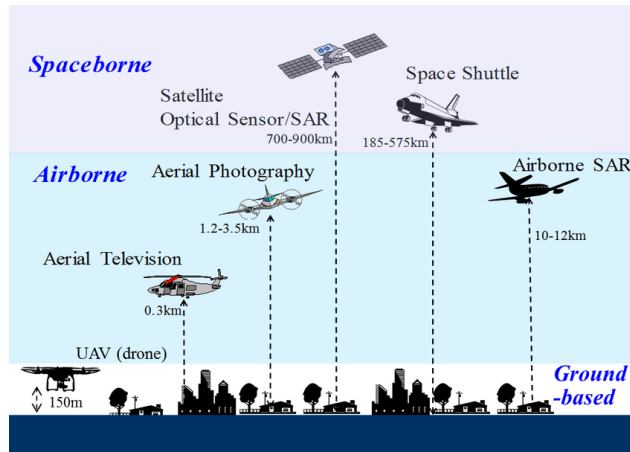 Spaceborne
Satellite
Optical Sensor/SAR
700-900km
Space Shuttle
185-575km
Airborne
Aerial Photography
1.2-3.5km
Airborne SAR
10-12km
Aerial Television
0.3km
UAV (drone)
150m
Ground
-based